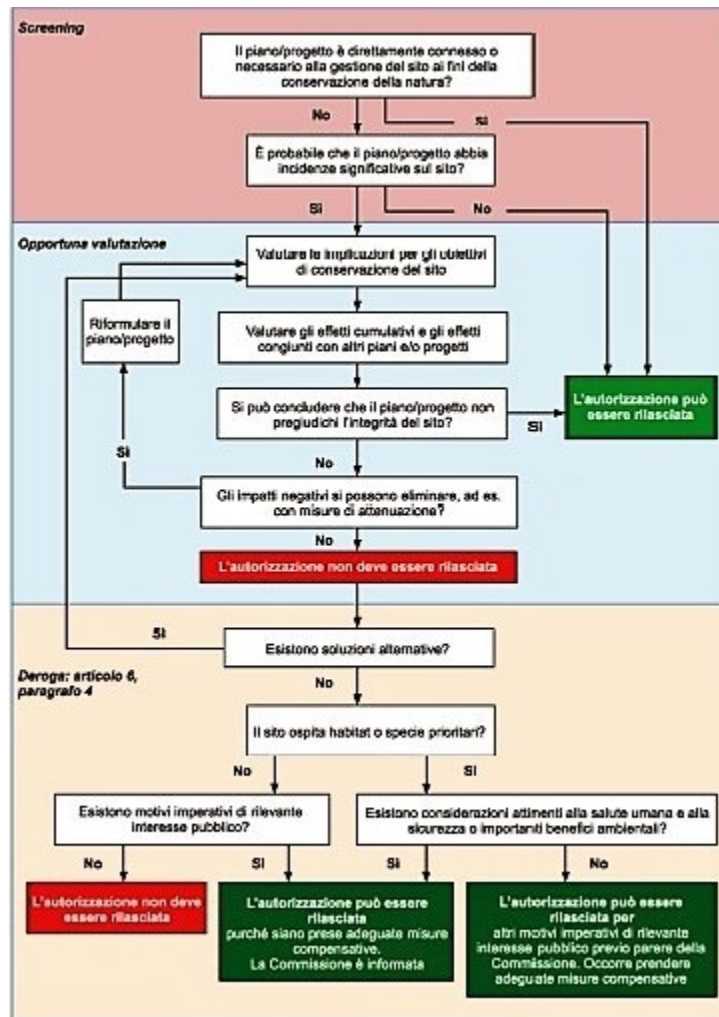 Screening
Il piano/progetto è direttamente connesso o
necessario alla gestione del sito ai fini della
conservazione della natura?
No
Sì
È probabile che il piano/progetto abbia
incidenze significative sul sito?
Sì
No
Opportuna valutazione
Valutare le implicazioni per gli obiettivi
di conservazione del sito
Riformulare il
piano/progetto
Valutare gli effetti cumulativi e gli effetti
congiunti con altri piani e/o progetti
L'autorizzazione può
essere rilasciata
Si può concludere che il piano/progetto non
pregiudichi l'integrità del sito?
Sì
Sì
No
Gli impatti negativi si possono eliminare, ad es.
con misure di attenuazione?
No
L'autorizzazione non deve essere rilasciata
Sì
Esistono soluzioni alternative?
Deroga: articolo 6,
paragrafo 4
No
Il sito ospita habitat o specie prioritari?
No
Sì
Esistono motivi imperativi di rilevante
interesse pubblico?
Esistono considerazioni attinenti alla salute umana e alla
sicurezza o importanti benefici ambientali?
No
Sì
Sì
No
L'autorizzazione non deve
essere rilasciata
L'autorizzazione può essere
rilasciata
purché siano prese adeguate misure
compensative.
La Commissione è informata
L'autorizzazione può essere
rilasciata per
altri motivi imperativi di rilevante
interesse pubblico previo parere della
Commissione. Occorre prendere
adeguate misure compensative